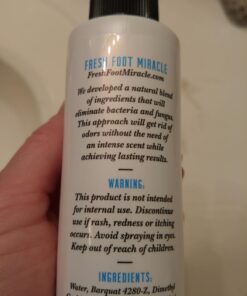 FRESH FOOT MIRACLE
FreshFootMiracle.com
We developed a natural blend
of ingredients that will
eliminate bacteria and fungus.
This approach will get rid of
odors without the need of
an intense scent while
achieving lasting results.
WARNING:
This product is not intended
for internal use. Discontinue
use if rash, redness or itching
occurs. Avoid spraying in eyes.
Keep out of reach of children.
INGREDIENTS:
Water, Barquat 4280-Z, Dimethyl